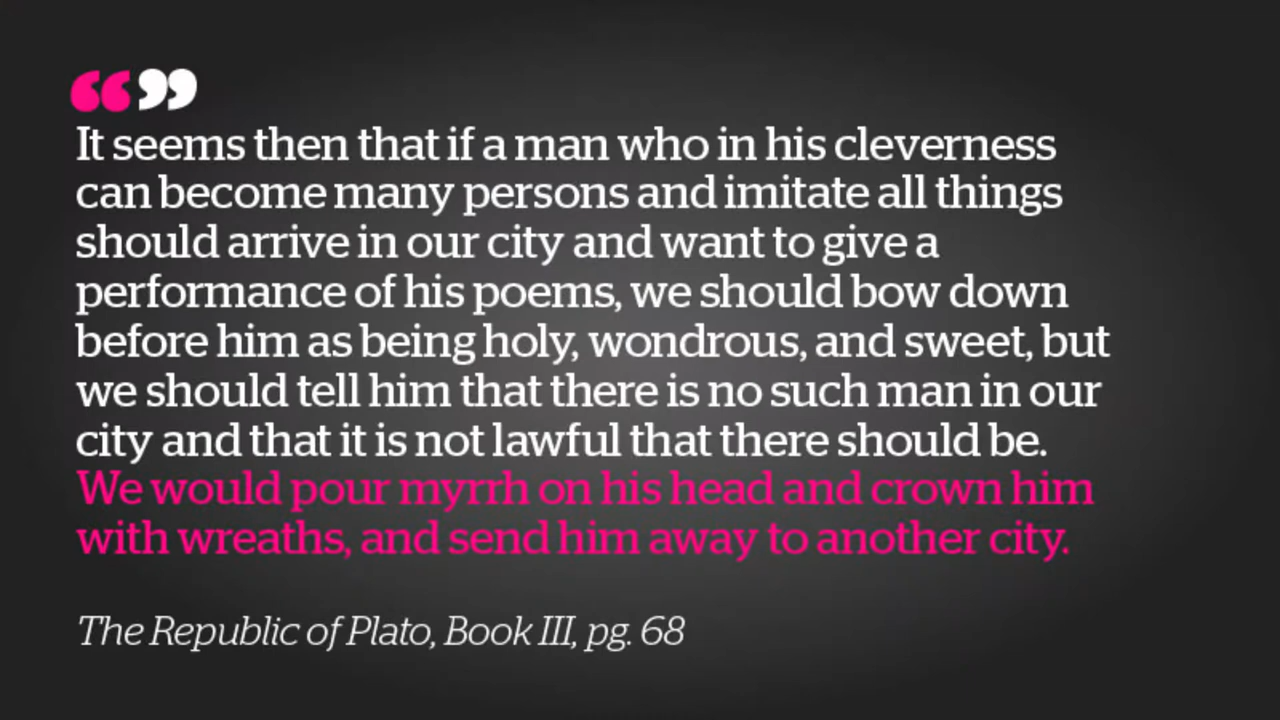 “”
It seems then that if a man who in his cleverness
can become many persons and imitate all things
should arrive in our city and want to give a
performance of his poems, we should bow down
before him as being holy, wondrous, and sweet, but
we should tell him that there is no such man in our
city and that it is not lawful that there should be.
We would pour myrrh on his head and crown him
with wreaths, and send him away to another city.
The Republic of Plato, Book III, pg. 68